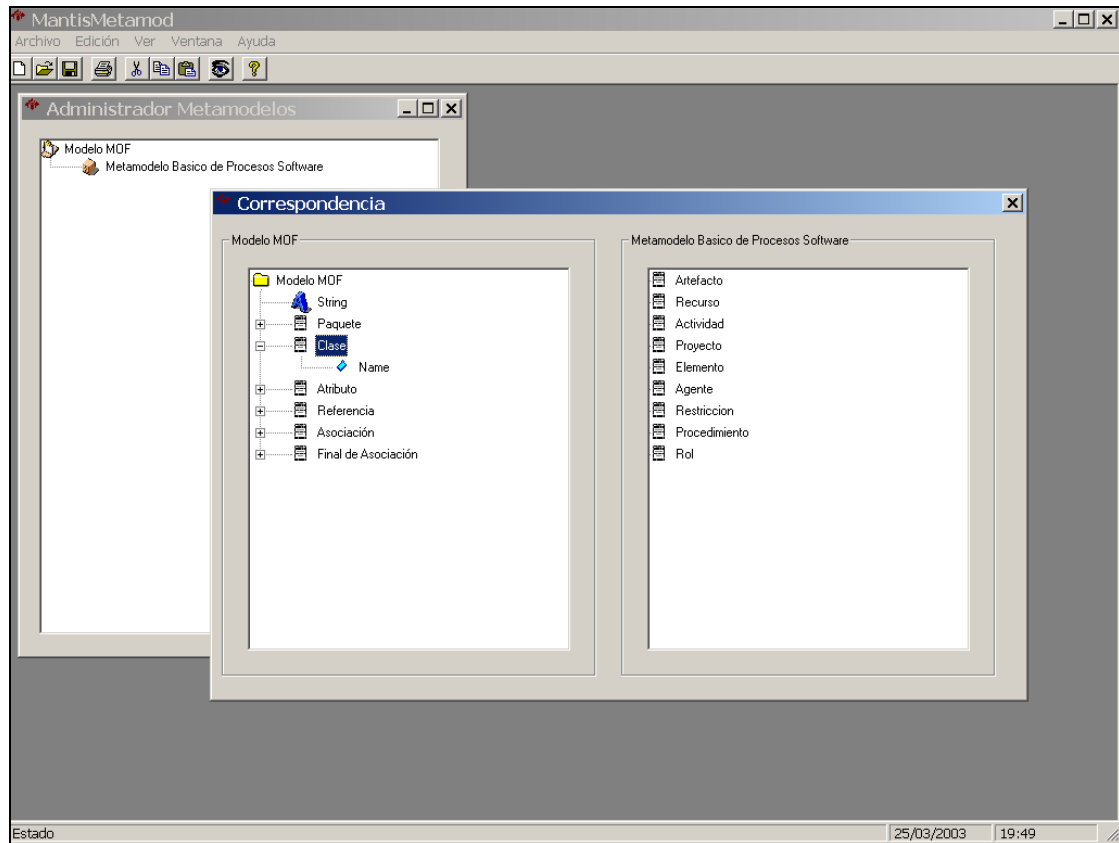 MantisMetamod
Archivo Edición Ver Ventana Ayuda
Administrador Metamodelos
Modelo MOF
Metamodelo Basico de Procesos Software
Correspondencia
Modelo MOF
Modelo MOF
String
Paquete
Clase
Name
Atributo
Referencia
Asociación
Final de Asociación
Metamodelo Basico de Procesos Software
Artefacto
Recurso
Actividad
Proyecto
Elemento
Agente
Restriccion
Procedimiento
Rol
Estado 25/03/2003 19:49